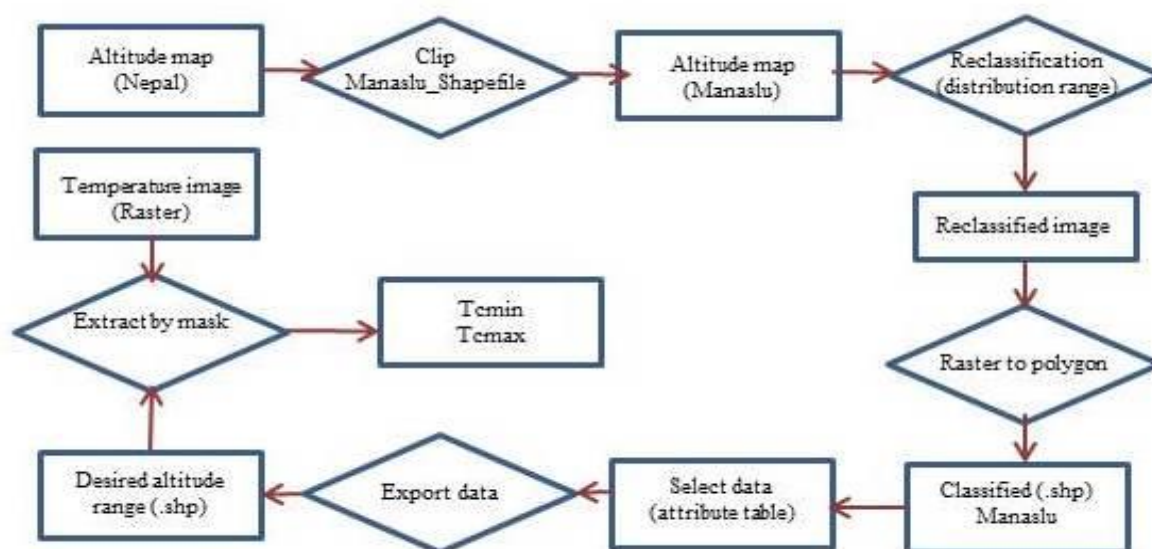 Altitude map
(Nepal)
Clip
Manaslu_Shapefile
Altitude map
(Manaslu)
Reclassification
(distribution range)
Temperature image
(Raster)
Reclassified image
Extract by mask
Tcmin
Tcmax
Raster to polygon
Desired altitude
range (.shp)
Export data
Select data
(attribute table)
Classified (.shp)
Manaslu